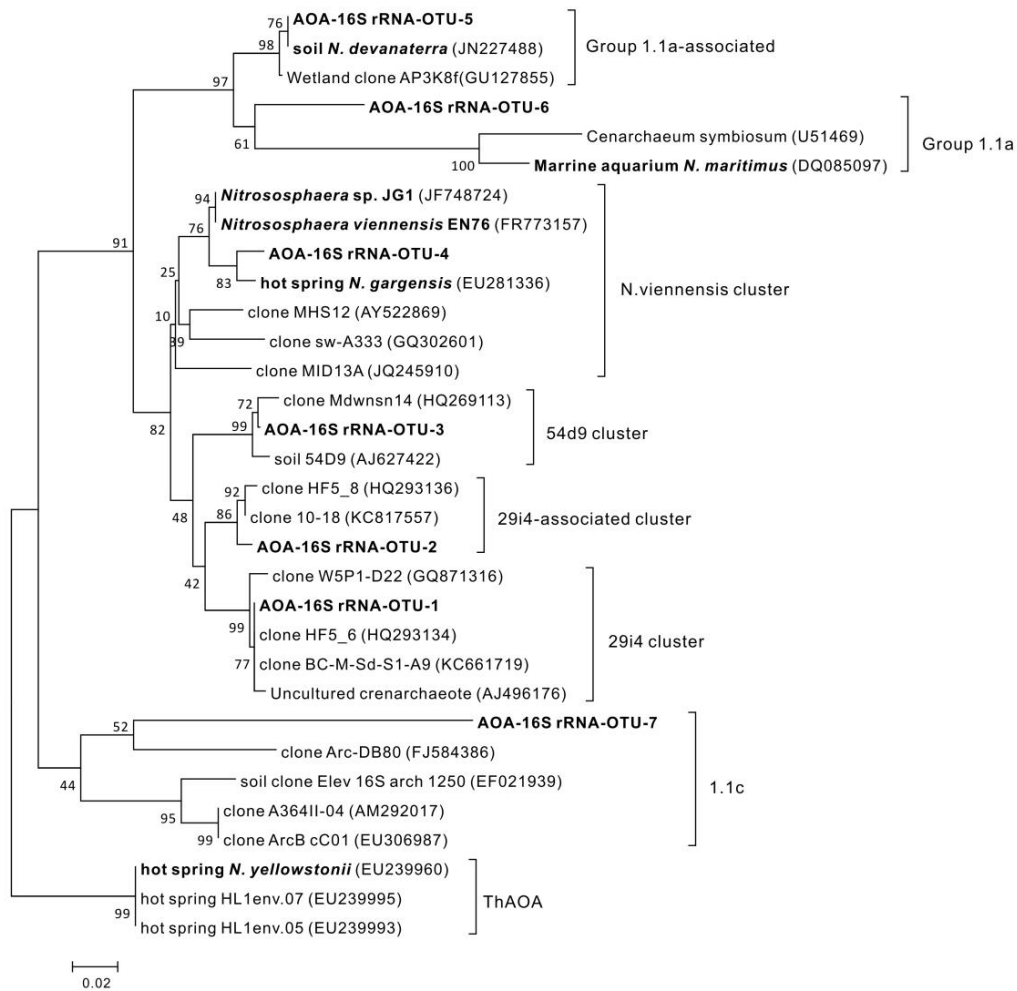 76
AOA-16S rRNA-OTU-5
98
soil N. devanaterra (JN227488)
Group 1.1a-associated
Wetland clone AP3K8f(GU127855)
97
AOA-16S rRNA-OTU-6
61
Cenarchaeum symbiosum (U51469)
Group 1.1a
100
Marrine aquarium N. maritimus (DQ085097)
94
Nitrososphaera sp. JG1 (JF748724)
76
Nitrososphaera viennensis EN76 (FR773157)
91
AOA-16S rRNA-OTU-4
25
83
hot spring N. gargensis (EU281336)
N.viennensis cluster
10
clone MHS12 (AY522869)
39
clone sw-A333 (GQ302601)
clone MID13A (JQ245910)
72
clone Mdwnsn14 (HQ269113)
82
99
AOA-16S rRNA-OTU-3
54d9 cluster
soil 54D9 (AJ627422)
92
clone HF5_8 (HQ293136)
48
86
clone 10-18 (KC817557)
29i4-associated cluster
AOA-16S rRNA-OTU-2
42
clone W5P1-D22 (GQ871316)
AOA-16S rRNA-OTU-1
99
clone HF5_6 (HQ293134)
29i4 cluster
77
clone BC-M-Sd-S1-A9 (KC661719)
Uncultured crenarchaeote (AJ496176)
52
AOA-16S rRNA-OTU-7
clone Arc-DB80 (FJ584386)
44
soil clone Elev 16S arch 1250 (EF021939)
1.1c
95
clone A364II-04 (AM292017)
99
clone ArcB cC01 (EU306987)
hot spring N. yellowstonii (EU239960)
hot spring HL1env.07 (EU239995)
ThAOA
99
hot spring HL1env.05 (EU239993)
0.02